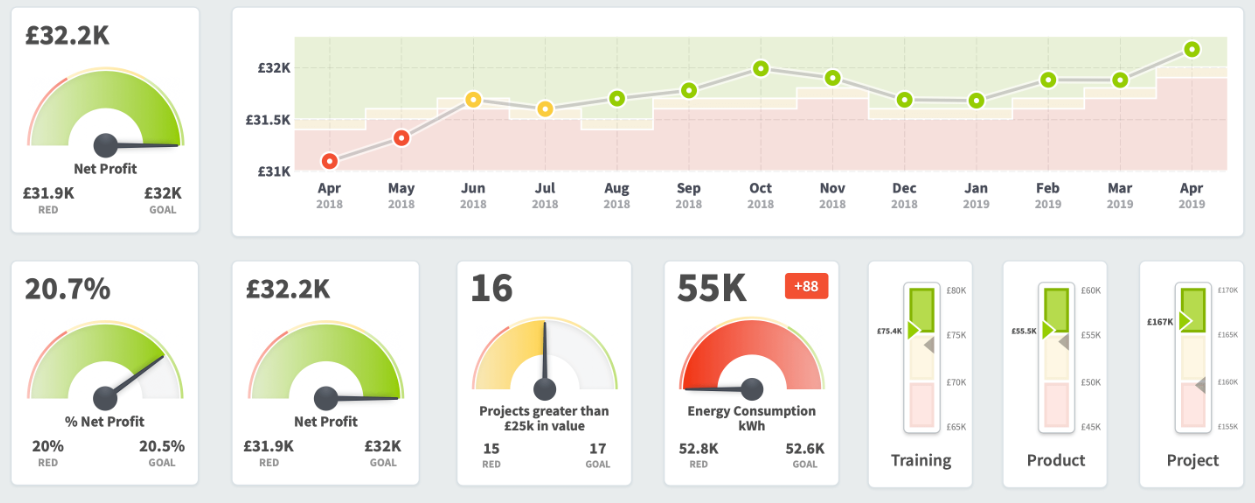 £32.2K
Net Profit
£31.9K £32K
RED GOAL
£32K
£31.5K
£31K
Apr May Jun Jul Aug Sep Oct Nov Dec Jan Feb Mar Apr
2018 2018 2018 2018 2018 2018 2018 2018 2018 2019 2019 2019 2019
20.7%
% Net Profit
20% 20.5%
RED GOAL
£32.2K
Net Profit
£31.9K £32K
RED GOAL
16
Projects greater than
£25k in value
15 17
RED GOAL
55K +88
Energy Consumption
kWh
52.8K 52.6K
RED GOAL
£80K
£75.4K £75K
£70K
£65K
Training
£60K
£55.5K £55K
£50K
£45K
Product
£170K
£167K £165K
£160K
£155K
Project